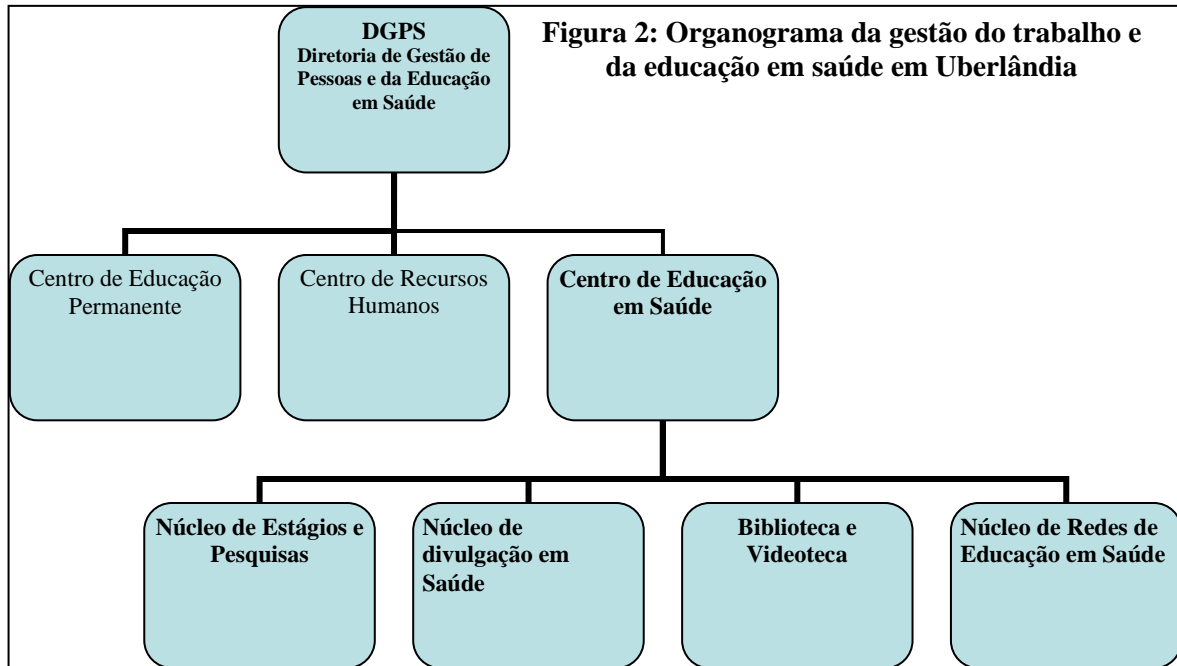 Figura 2: Organograma da gestão do trabalho e
da educação em saúde em Uberlândia
DGPS
Diretoria de Gestão de
Pessoas e da Educação
em Saúde
Centro de Educação
Permanente
Centro de Recursos
Humanos
Centro de Educação
em Saúde
Núcleo de Estágios e
Pesquisas
Núcleo de
divulgação em
Saúde
Biblioteca e
Videoteca
Núcleo de Redes de
Educação em Saúde